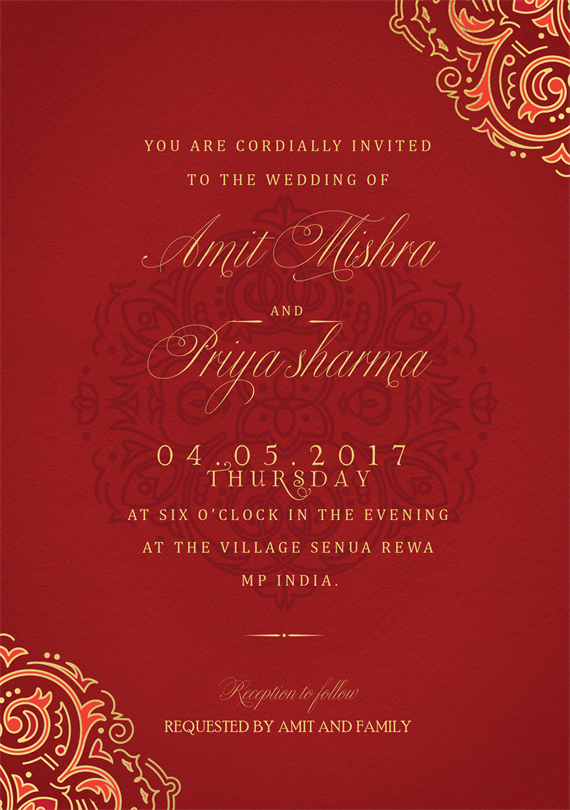 YOU ARE CORDIALLY INVITED
TO THE WEDDING OF
Amit Mishra
AND
Priya sharma
04.05.2017
THURSDAY
AT SIX O'CLOCK IN THE EVENING
AT THE VILLAGE SENUA REWA
MP INDIA.
Reception to follow
REQUESTED BY AMIT AND FAMILY